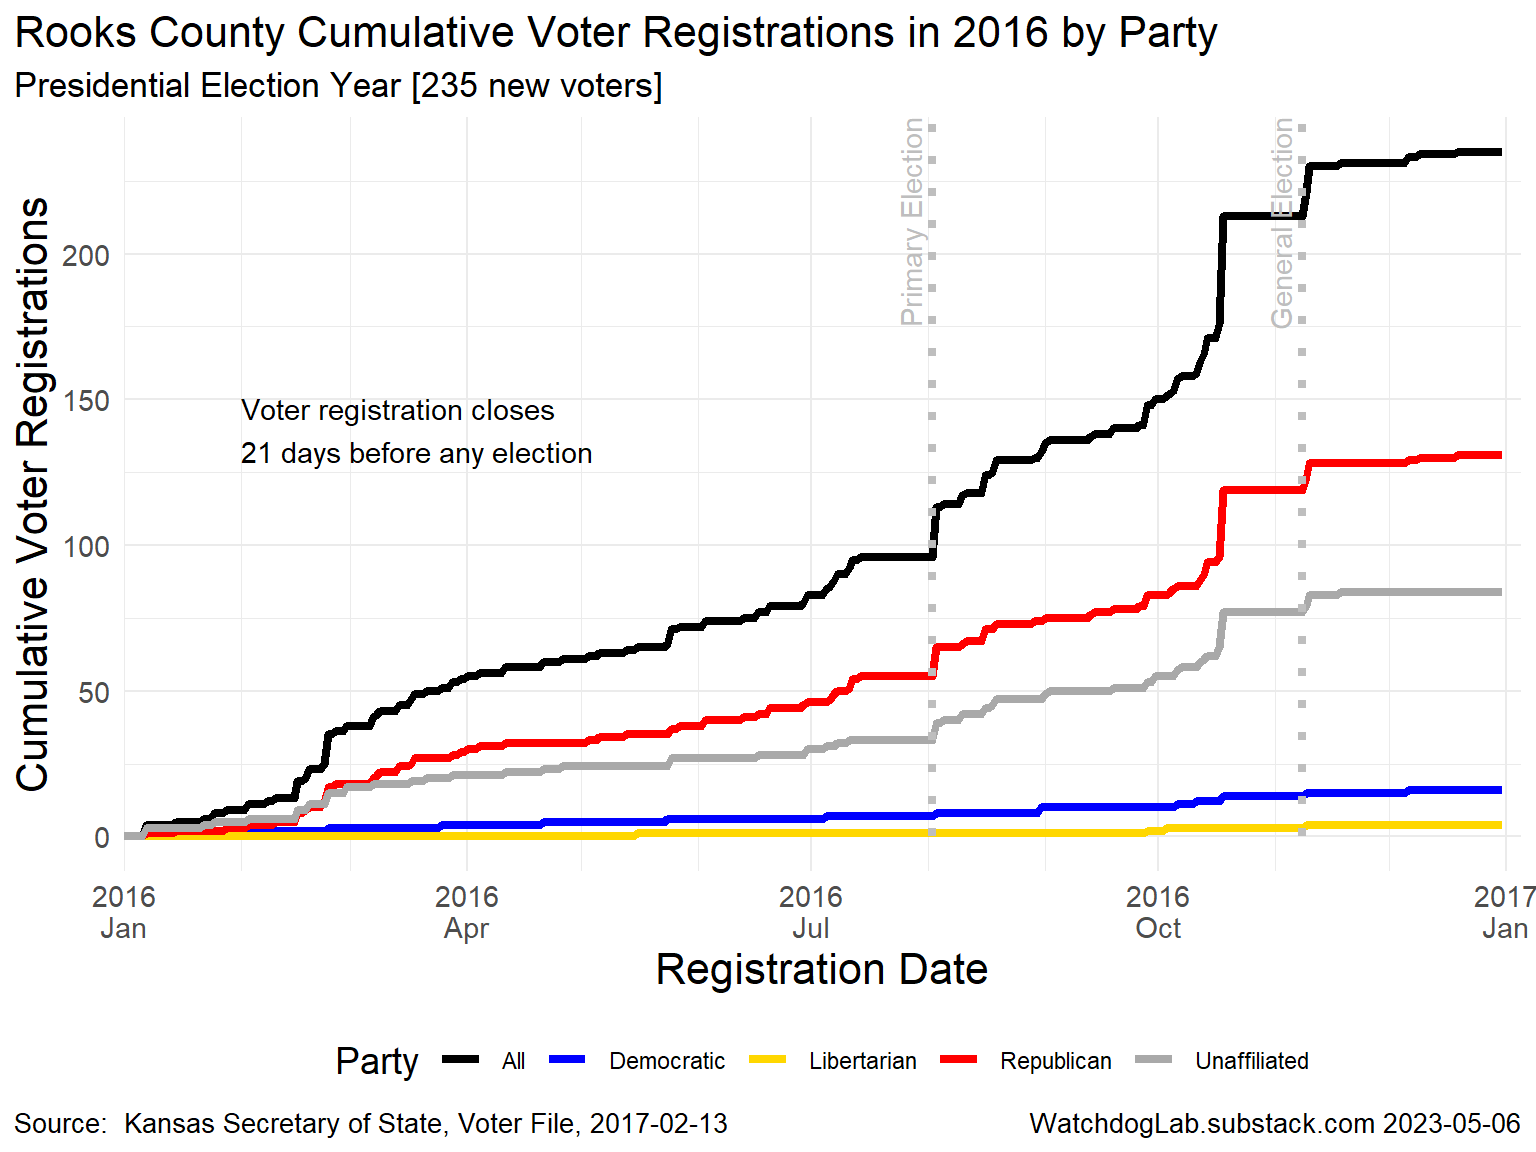 Rooks County Cumulative Voter Registrations in 2016 by Party
Presidential Election Year [235 new voters]
Cumulative Voter Registrations
200
150
100
50
0
Primary Election
General Election
Voter registration closes
21 days before any election
2016 2016 2016 2016 2017
Jan Apr Jul Oct Jan
Registration Date
Party All Democratic Libertarian Republican Unaffiliated
Source:  Kansas Secretary of State, Voter File, 2017-02-13
WatchdogLab.substack.com 2023-05-06